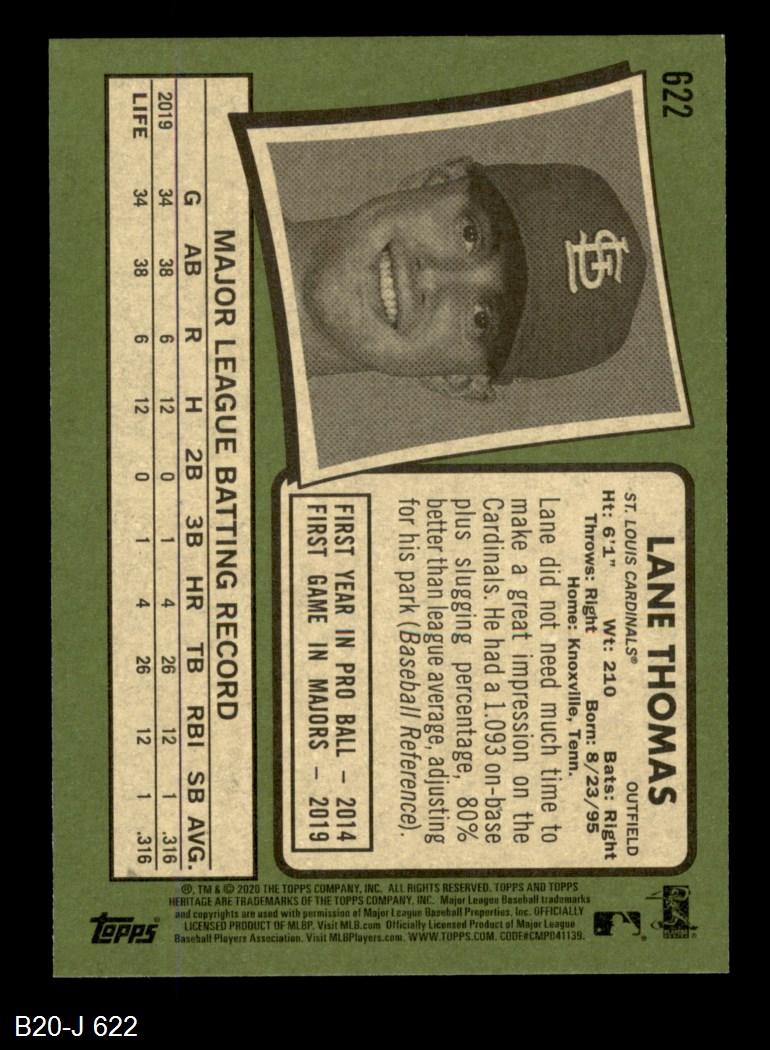 622
LANE THOMAS
ST. LOUIS CARDINALS® OUTFIELD
Ht: 6'1" Wt: 210 Bats: Right
Throws: Right Born: 8/23/95
Home: Knoxville, Tenn.
Lane did not need much time to
make a great impression on the
Cardinals. He had a 1.093 on-base
plus slugging percentage, 80%
better than league average, adjusting
for his park (Baseball Reference).
FIRST YEAR IN PRO BALL – 2014
FIRST GAME IN MAJORS – 2019
MAJOR LEAGUE BATTING RECORD
G AB R H 2B 3B HR TB RBI SB AVG.
2019 34 38 6 12 0 1 4 26 12 1 .316
LIFE 34 38 6 12 0 1 4 26 12 1 .316
®, TM & © 2020 THE TOPPS COMPANY, INC. ALL RIGHTS RESERVED. TOPPS AND TOPPS
HERITAGE ARE TRADEMARKS OF THE TOPPS COMPANY, INC. Major League Baseball trademarks
and copyrights are used with permission of Major League Baseball Properties, Inc. OFFICIALLY
LICENSED PRODUCT OF MLBP. Visit MLB.com Officially Licensed Product of Major League
Baseball Players Association. Visit MLBPlayers.com. WWW.TOPPS.COM. CODE#CMPD41139.
TOPPS®
B20-J 622